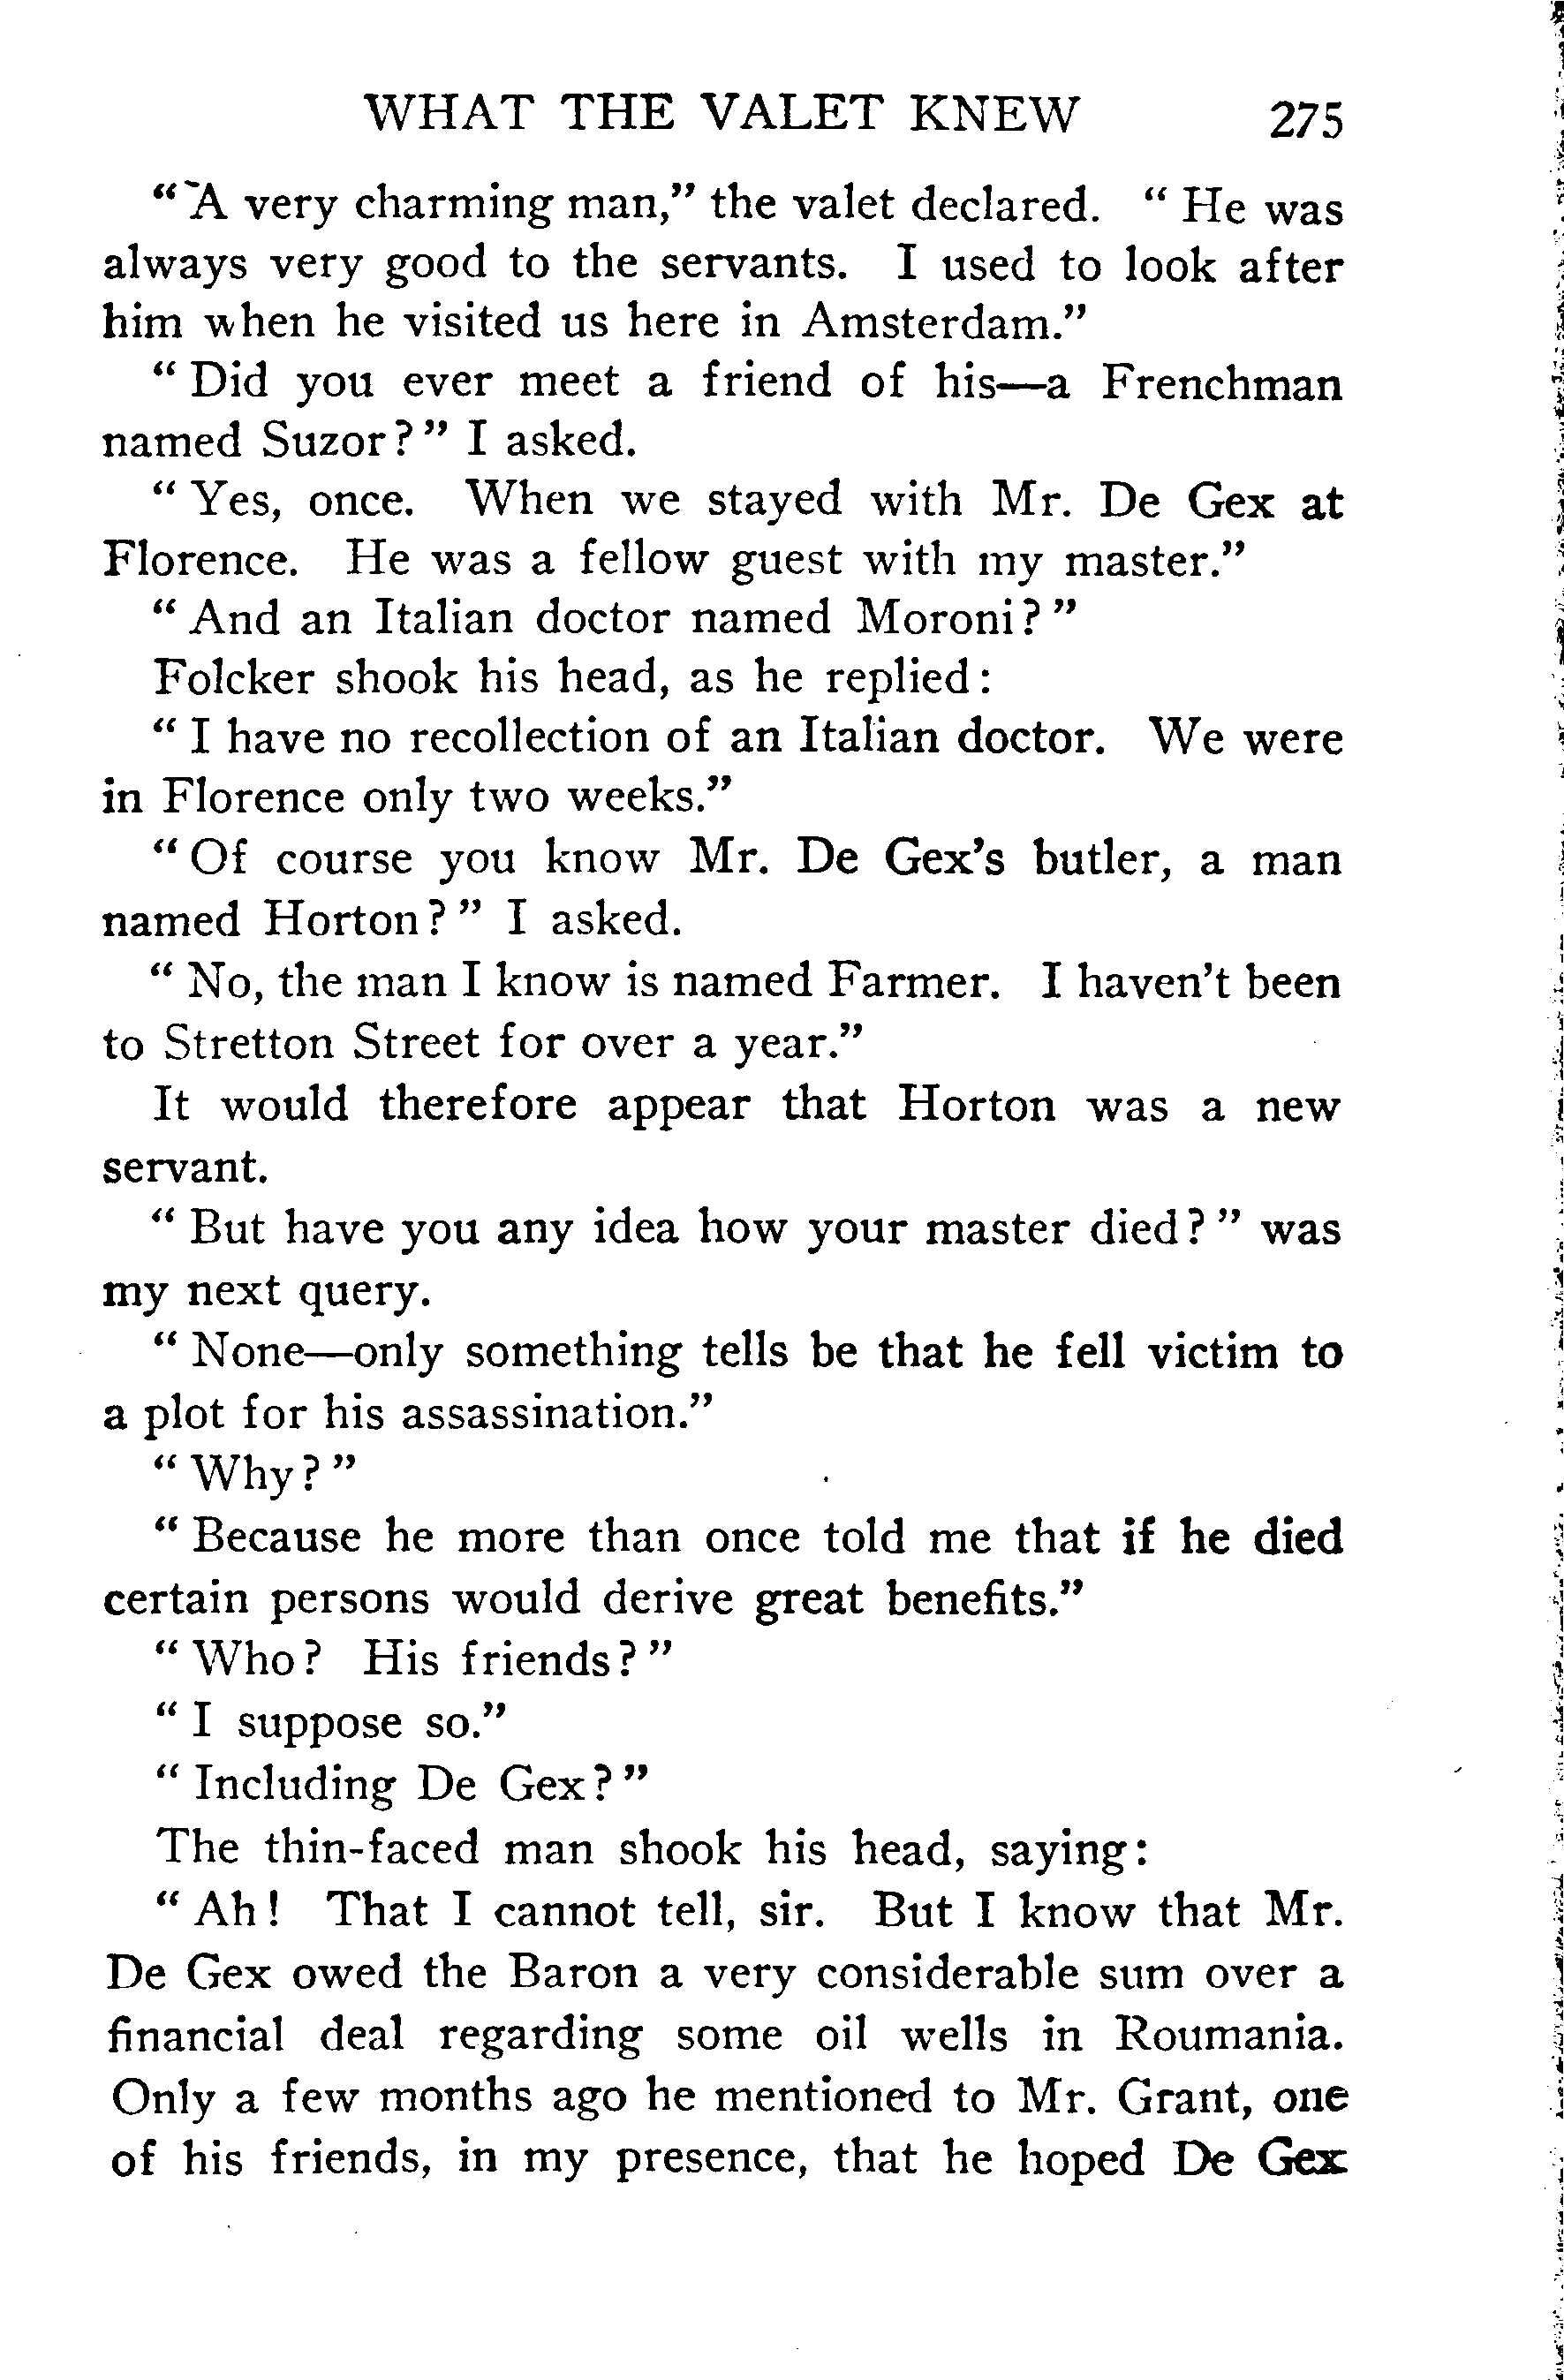 WHAT THE VALET KNEW 275
"A very charming man," the valet declared. "He was
always very good to the servants. I used to look after
him when he visited us here in Amsterdam."
"Did you ever meet a friend of his—a Frenchman
named Suzor?" I asked.
"Yes, once. When we stayed with Mr. De Gex at
Florence. He was a fellow guest with my master."
"And an Italian doctor named Moroni?"
Folcker shook his head, as he replied:
"I have no recollection of an Italian doctor. We were
in Florence only two weeks."
"Of course you know Mr. De Gex's butler, a man
named Horton?" I asked.
"No, the man I know is named Farmer. I haven't been
to Stretton Street for over a year."
It would therefore appear that Horton was a new
servant.
"But have you any idea how your master died?" was
my next query.
"None—only something tells be that he fell victim to
a plot for his assassination."
"Why?"
"Because he more than once told me that if he died
certain persons would derive great benefits."
"Who? His friends?"
"I suppose so."
"Including De Gex?"
The thin-faced man shook his head, saying:
"Ah! That I cannot tell, sir. But I know that Mr.
De Gex owed the Baron a very considerable sum over a
financial deal regarding some oil wells in Roumania.
Only a few months ago he mentioned to Mr. Grant, one
of his friends, in my presence, that he hoped De Gex